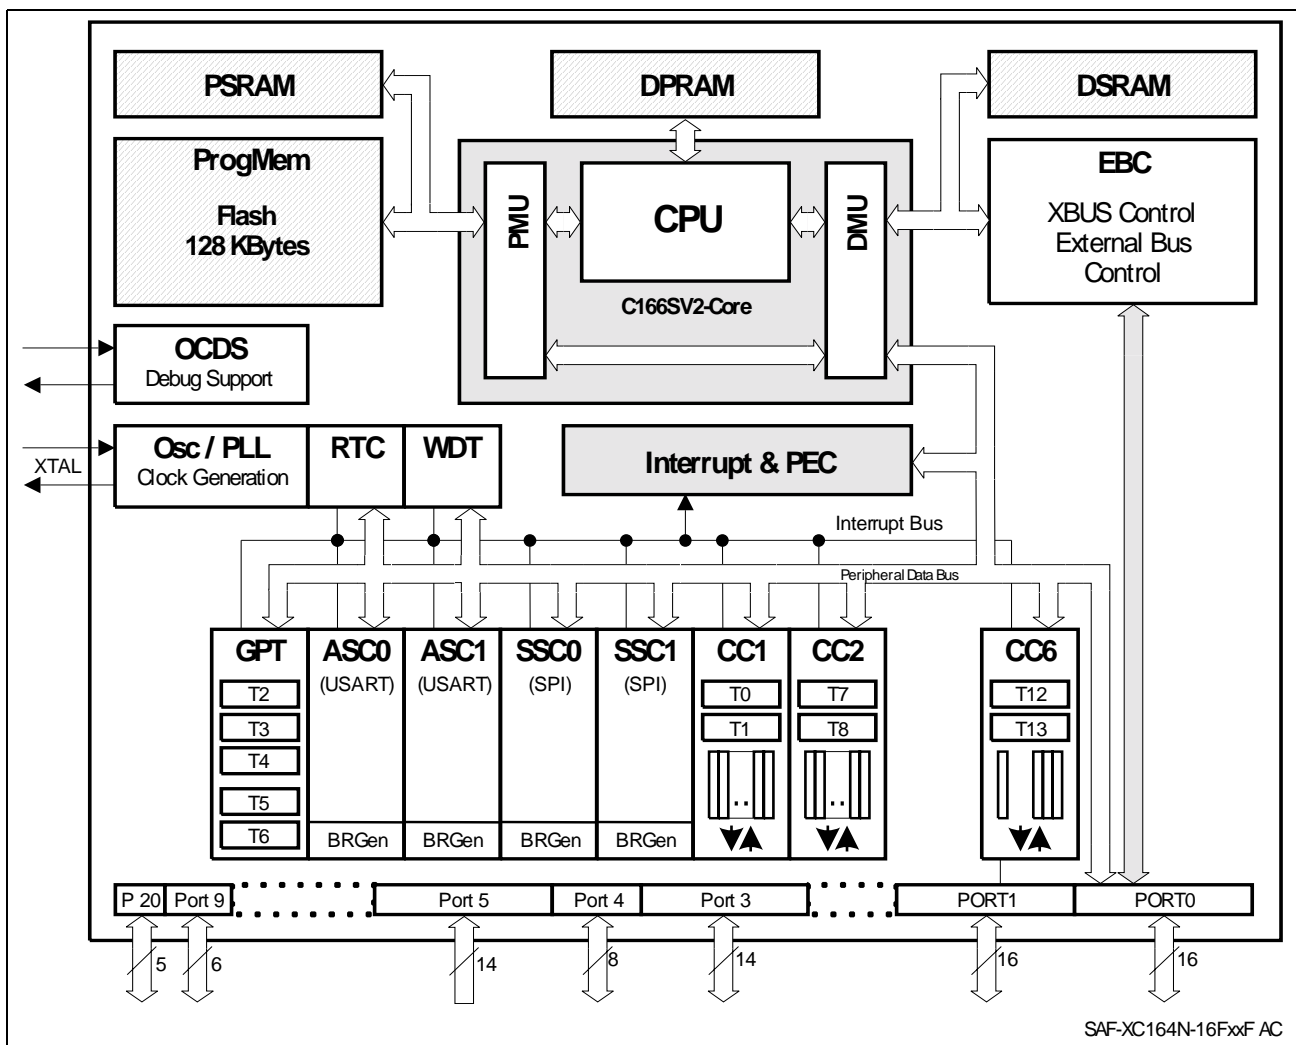 PSRAM
DPRAM
DSRAM
ProgMem
Flash
128 KBytes
PMU
CPU
DMU
C166SV2-Core
EBC
XBUS Control
External Bus
Control
OCDS
Debug Support
XTAL
Osc / PLL
Clock Generation
RTC
WDT
Interrupt & PEC
Interrupt Bus
Peripheral Data Bus
GPT
T2
T3
T4
T5
T6
ASC0
(USART)
BRGen
ASC1
(USART)
BRGen
SSC0
(SPI)
BRGen
SSC1
(SPI)
BRGen
CC1
T0
T1
..
CC2
T7
T8
..
CC6
T12
T13
P 20
Port 9
Port 5
Port 4
Port 3
PORT1
PORT0
5
6
14
8
14
16
16
SAF-XC164N-16FxxF AC